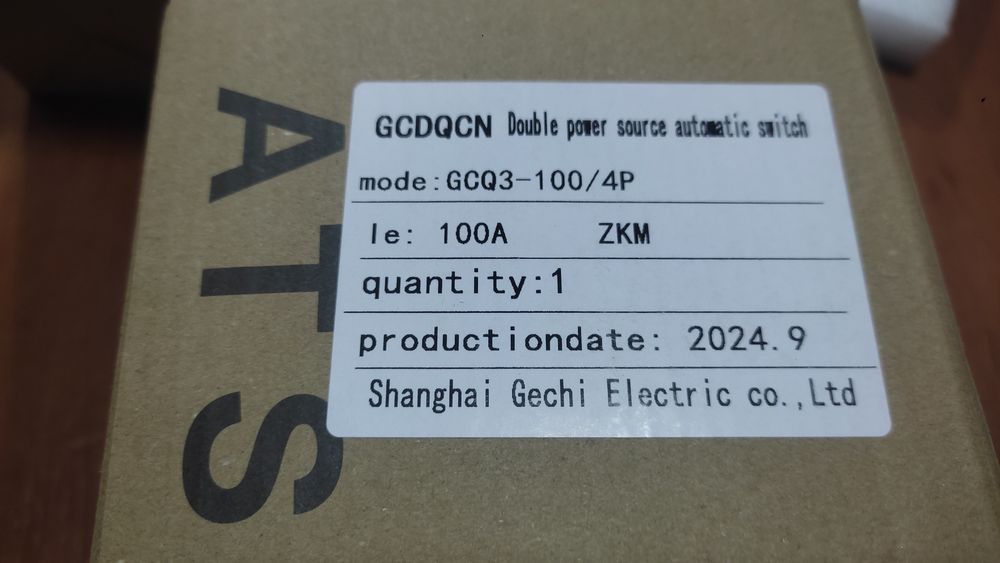 ATS
GCDQCN Double power source automatic switch
mode:GCQ3-100/4P
Ie: 100A ZKM
quantity:1
productiondate: 2024.9
Shanghai Gechi Electric co.,Ltd